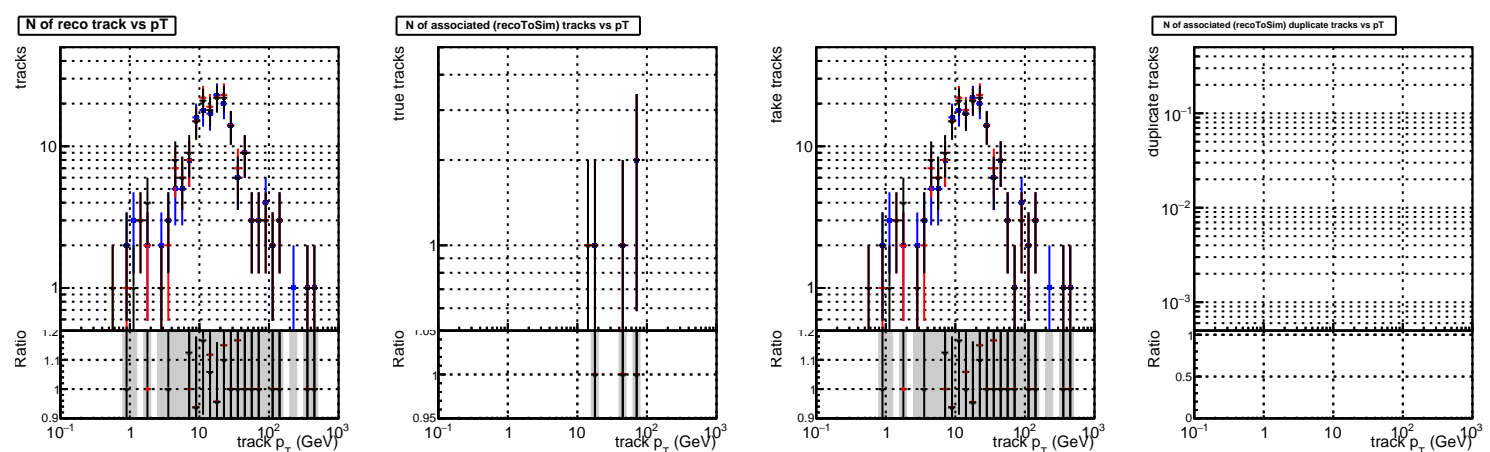 N of reco track vs pT
tracks
10
1
Ratio
1.2
1.1
1
0.9
10⁻¹ 1 10 10² 10³
track p_T (GeV)
N of associated (recoToSim) tracks vs pT
true tracks
1
Ratio
1.05
1
0.95
10⁻¹ 1 10 10² 10³
track p_T (GeV)
fake tracks
10
1
Ratio
1.2
1.1
1
0.9
10⁻¹ 1 10 10² 10³
track p_T (GeV)
N of associated (recoToSim) duplicate tracks vs pT
duplicate tracks
10⁻¹
10⁻²
10⁻³
Ratio
1
0.5
0
10⁻¹ 1 10 10² 10³
track p_T (GeV)